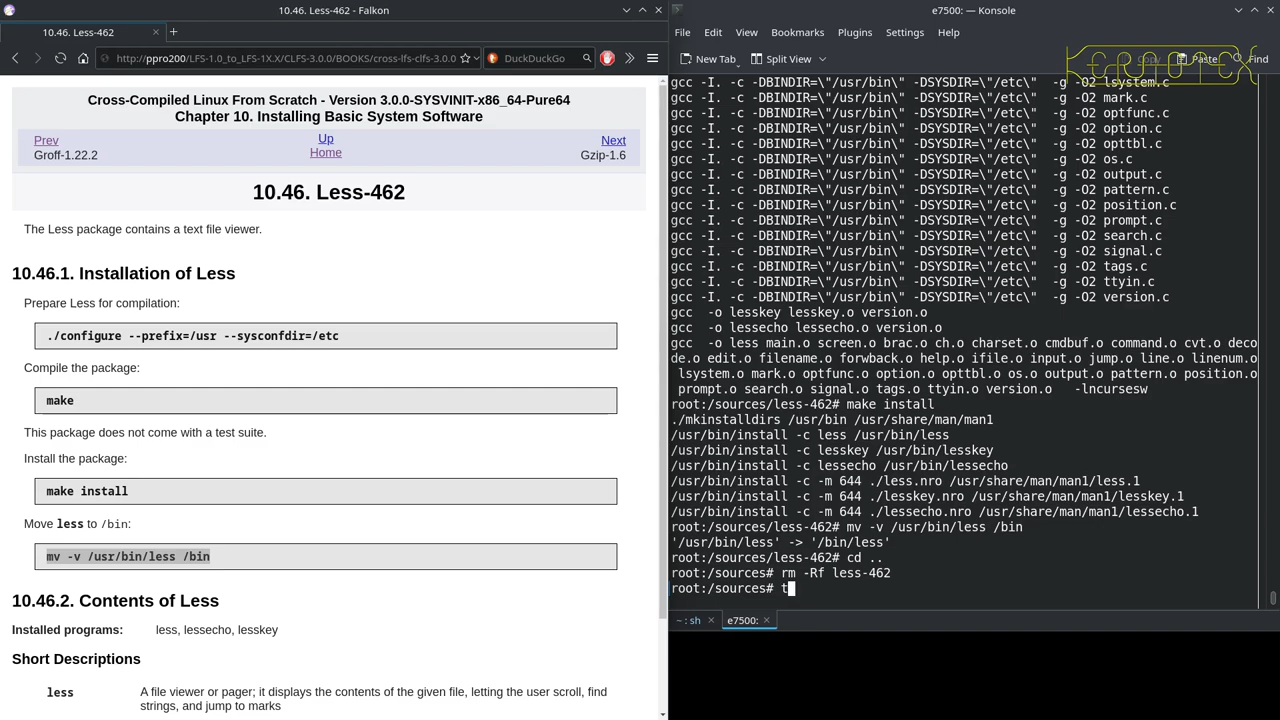 10.46. Less-462 - Falkon
10.46. Less-462
http://ppro200/LFS-1.0_to_LFS-1X.X/CLFS-3.0.0/BOOKS/cross-lfs-clfs-3.0.0
DuckDuckGo
Cross-Compiled Linux From Scratch - Version 3.0.0-SYSVINIT-x86_64-Pure64
Chapter 10. Installing Basic System Software
Prev Up Next
Groff-1.22.2 Home Gzip-1.6
10.46. Less-462
The Less package contains a text file viewer.
10.46.1. Installation of Less
Prepare Less for compilation:
./configure --prefix=/usr --sysconfdir=/etc
Compile the package:
make
This package does not come with a test suite.
Install the package:
make install
Move less to /bin:
mv -v /usr/bin/less /bin
10.46.2. Contents of Less
Installed programs: less, lessecho, lesskey
Short Descriptions
less A file viewer or pager; it displays the contents of the given file, letting the user scroll, find
strings, and jump to marks
e7500: — Konsole
File Edit View Bookmarks Plugins Settings Help
New Tab Split View Copy Paste Find
gcc -I. -c -DBINDIR=\"/usr/bin\" -DSYSDIR=\"/etc\"  -g -O2 lsystem.c
gcc -I. -c -DBINDIR=\"/usr/bin\" -DSYSDIR=\"/etc\"  -g -O2 mark.c
gcc -I. -c -DBINDIR=\"/usr/bin\" -DSYSDIR=\"/etc\"  -g -O2 optfunc.c
gcc -I. -c -DBINDIR=\"/usr/bin\" -DSYSDIR=\"/etc\"  -g -O2 option.c
gcc -I. -c -DBINDIR=\"/usr/bin\" -DSYSDIR=\"/etc\"  -g -O2 opttbl.c
gcc -I. -c -DBINDIR=\"/usr/bin\" -DSYSDIR=\"/etc\"  -g -O2 os.c
gcc -I. -c -DBINDIR=\"/usr/bin\" -DSYSDIR=\"/etc\"  -g -O2 output.c
gcc -I. -c -DBINDIR=\"/usr/bin\" -DSYSDIR=\"/etc\"  -g -O2 pattern.c
gcc -I. -c -DBINDIR=\"/usr/bin\" -DSYSDIR=\"/etc\"  -g -O2 position.c
gcc -I. -c -DBINDIR=\"/usr/bin\" -DSYSDIR=\"/etc\"  -g -O2 prompt.c
gcc -I. -c -DBINDIR=\"/usr/bin\" -DSYSDIR=\"/etc\"  -g -O2 search.c
gcc -I. -c -DBINDIR=\"/usr/bin\" -DSYSDIR=\"/etc\"  -g -O2 signal.c
gcc -I. -c -DBINDIR=\"/usr/bin\" -DSYSDIR=\"/etc\"  -g -O2 tags.c
gcc -I. -c -DBINDIR=\"/usr/bin\" -DSYSDIR=\"/etc\"  -g -O2 ttyin.c
gcc -I. -c -DBINDIR=\"/usr/bin\" -DSYSDIR=\"/etc\"  -g -O2 version.c
gcc  -o lesskey lesskey.o version.o
gcc  -o lessecho lessecho.o version.o
gcc  -o less main.o screen.o brac.o ch.o charset.o cmdbuf.o command.o cvt.o deco
de.o edit.o filename.o forwback.o help.o ifile.o input.o jump.o line.o linenum.o
lsystem.o mark.o optfunc.o option.o opttbl.o os.o output.o pattern.o position.o
prompt.o search.o signal.o tags.o ttyin.o version.o   -lncursesw
root:/sources/less-462# make install
./mkinstalldirs /usr/bin /usr/share/man/man1
/usr/bin/install -c less /usr/bin/less
/usr/bin/install -c lesskey /usr/bin/lesskey
/usr/bin/install -c lessecho /usr/bin/lessecho
/usr/bin/install -c -m 644 ./less.nro /usr/share/man/man1/less.1
/usr/bin/install -c -m 644 ./lesskey.nro /usr/share/man/man1/lesskey.1
/usr/bin/install -c -m 644 ./lessecho.nro /usr/share/man/man1/lessecho.1
root:/sources/less-462# mv -v /usr/bin/less /bin
'/usr/bin/less' -> '/bin/less'
root:/sources/less-462# cd ..
root:/sources# rm -Rf less-462
root:/sources# t
~ : sh e7500: